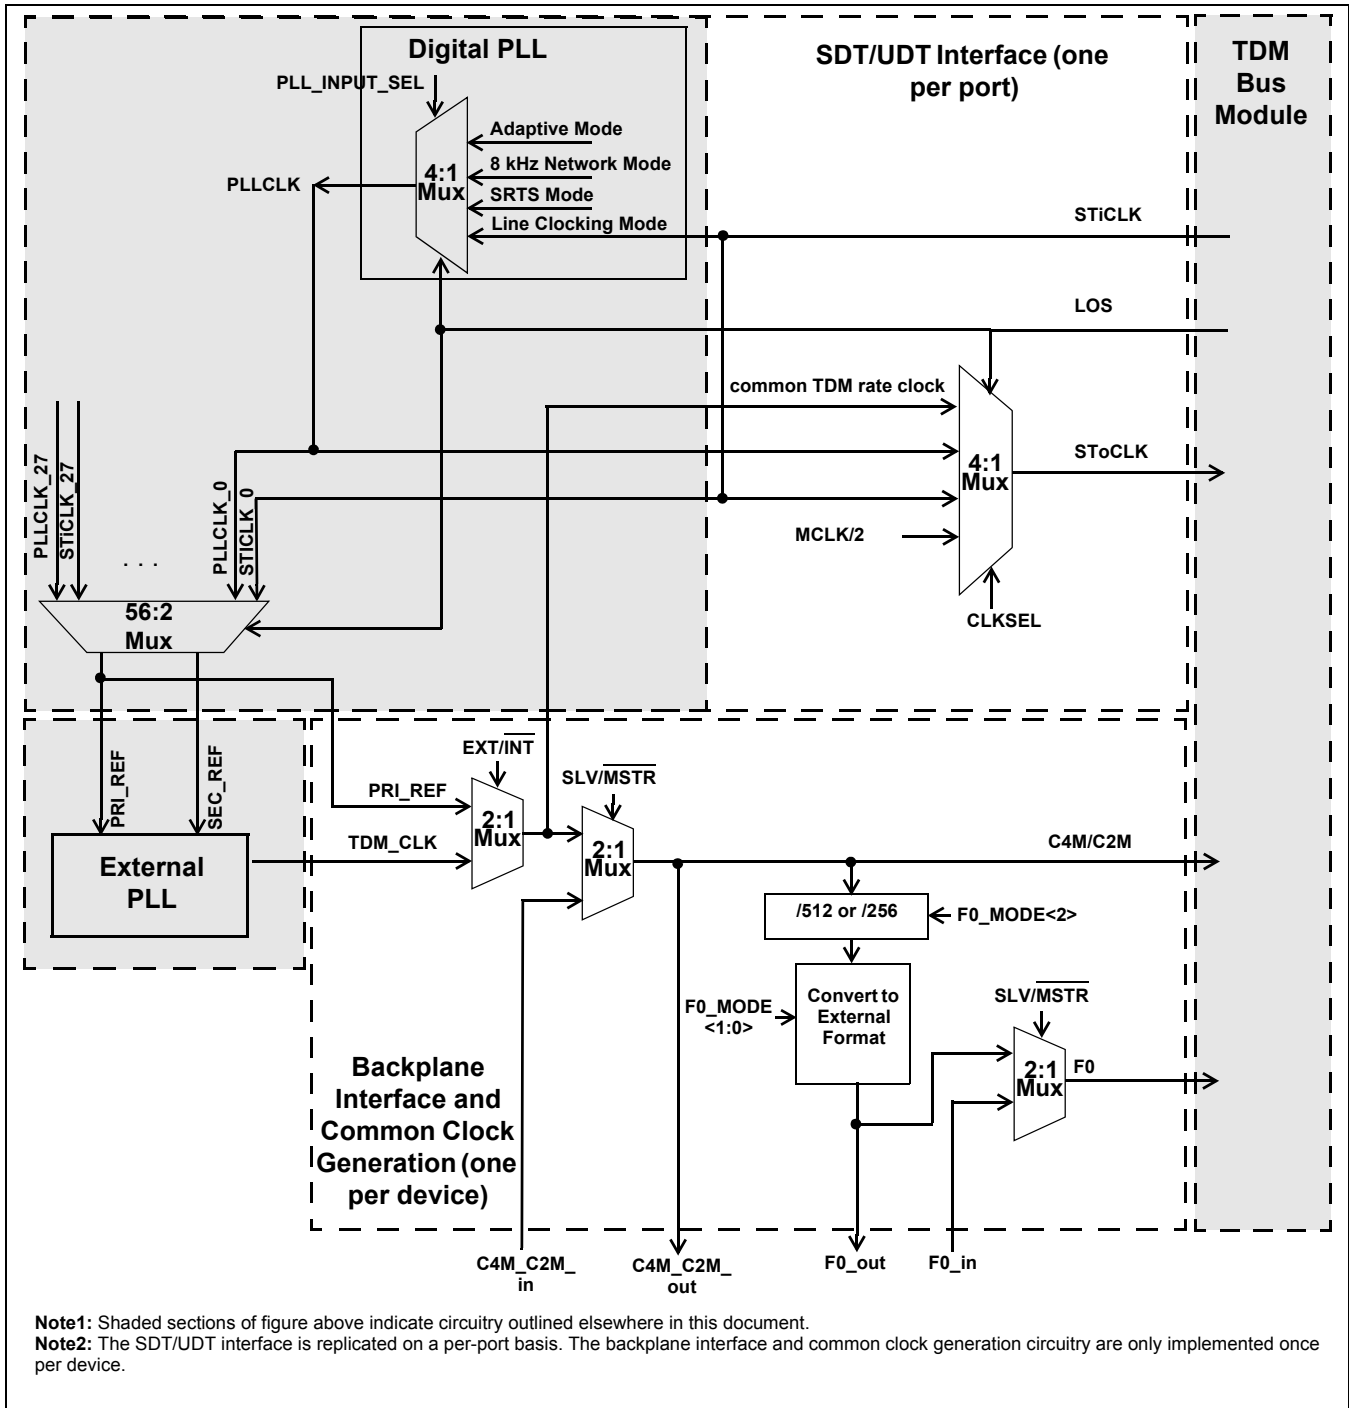 Digital PLL
SDT/UDT Interface (one
per port)
TDM
Bus
Module
PLL_INPUT_SEL
Adaptive Mode
8 kHz Network Mode
SRTS Mode
Line Clocking Mode
4:1
Mux
PLLCLK
STiCLK
LOS
common TDM rate clock
4:1
Mux
SToCLK
MCLK/2
CLKSEL
PLLCLK_27
STiCLK_27
. . .
PLLCLK_0
STICLK_0
56:2
Mux
PRI_REF
SEC_REF
External
PLL
EXT/INT
PRI_REF
TDM_CLK
2:1
Mux
SLV/MSTR
2:1
Mux
C4M/C2M
/512 or /256
F0_MODE<2>
Convert to
External
Format
F0_MODE
<1:0>
SLV/MSTR
2:1
Mux
F0
Backplane
Interface and
Common Clock
Generation (one
per device)
C4M_C2M_
in
C4M_C2M_
out
F0_out
F0_in
Note1: Shaded sections of figure above indicate circuitry outlined elsewhere in this document.
Note2: The SDT/UDT interface is replicated on a per-port basis. The backplane interface and common clock generation circuitry are only implemented once
per device.